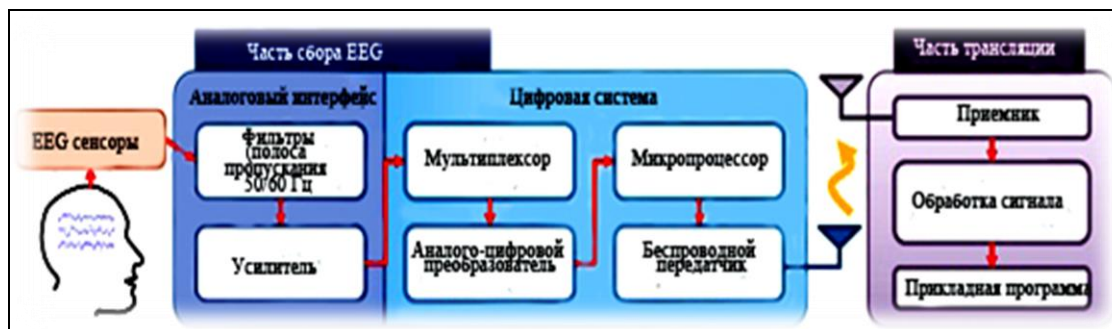 Часть сбора EEG
Часть трансляции
Аналоговый интерфейс
Цифровая система
EEG сенсоры
Фильтры
(полоса
пропускания
50/60 Гц
Усилитель
Мультиплексор
Аналого-цифровой
преобразователь
Микропроцессор
Беспроводной
передатчик
Приемник
Обработка сигнала
Прикладная программа